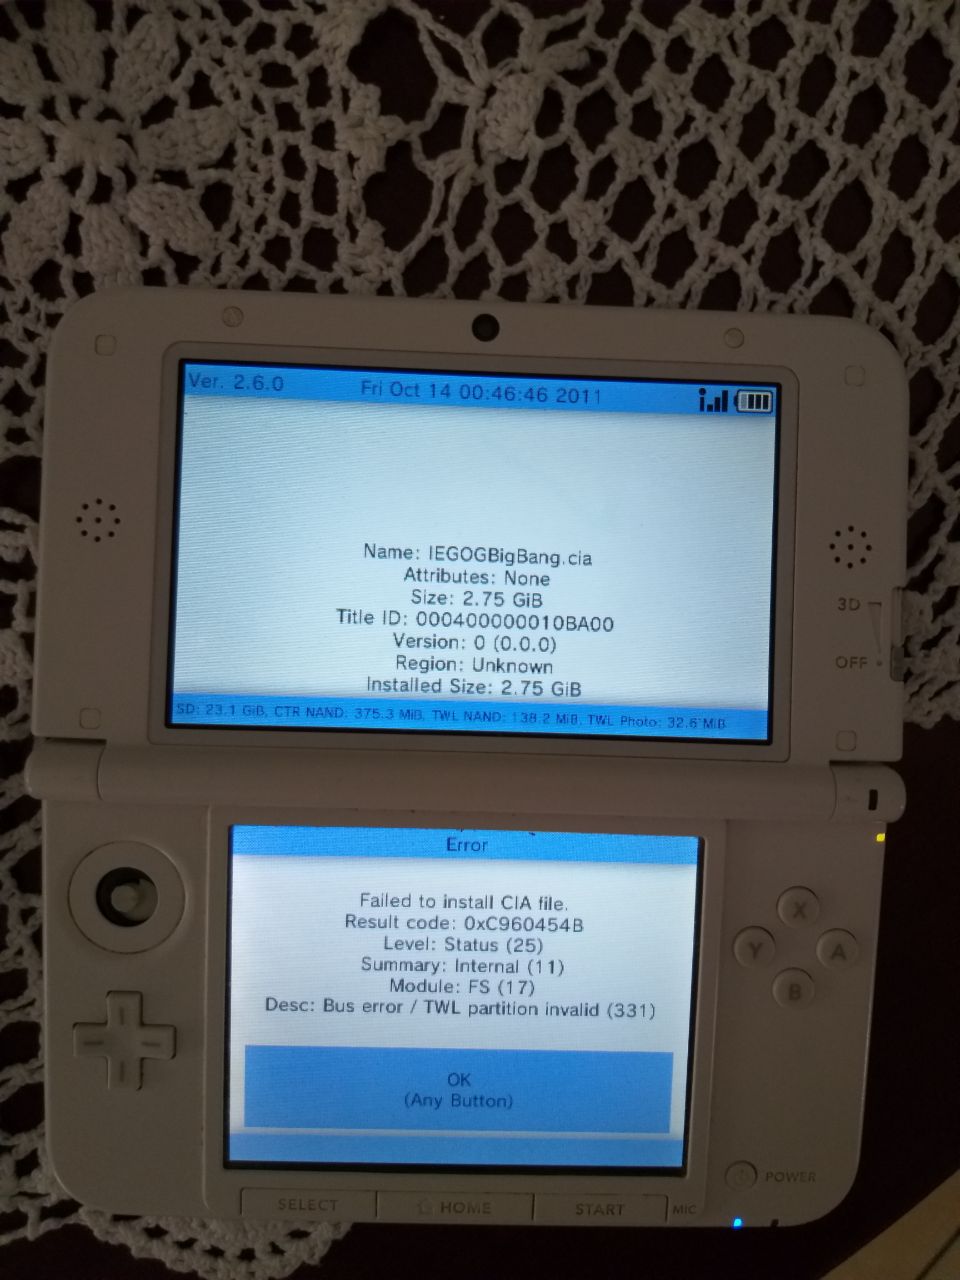 Ver. 2.6.0 Fri Oct 14 00:46:46 2011
Name: IEGOGBigBang.cia
Attributes: None
Size: 2.75 GiB
Title ID: 000400000010BA00
Version: 0 (0.0.0)
Region: Unknown
Installed Size: 2.75 GiB
SD: 23.1 GiB, CTR NAND: 375.3 MiB, TWL NAND: 138.2 MiB, TWL Photo: 32.6 MiB
3D
OFF
Error
Failed to install CIA file.
Result code: 0xC960454B
Level: Status (25)
Summary: Internal (11)
Module: FS (17)
Desc: Bus error / TWL partition invalid (331)
OK
(Any Button)
X
Y
A
B
POWER
SELECT
HOME
START
MIC